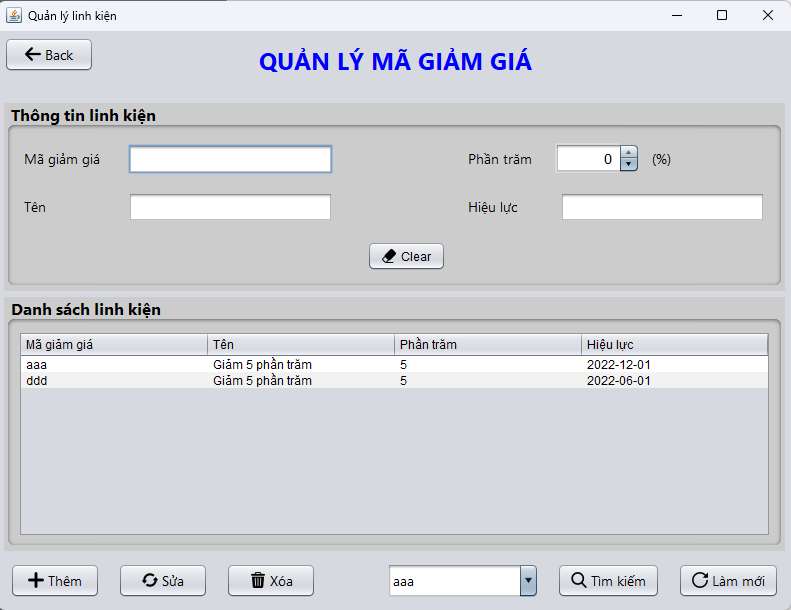 Quản lý linh kiện
Back
QUẢN LÝ MÃ GIẢM GIÁ
Thông tin linh kiện
Mã giảm giá
Phần trăm 0 (%)
Tên
Hiệu lực
Clear
Danh sách linh kiện
Mã giảm giá Tên Phần trăm Hiệu lực
aaa Giảm 5 phần trăm 5 2022-12-01
ddd Giảm 5 phần trăm 5 2022-06-01
Thêm Sửa Xóa aaa Tìm kiếm Làm mới